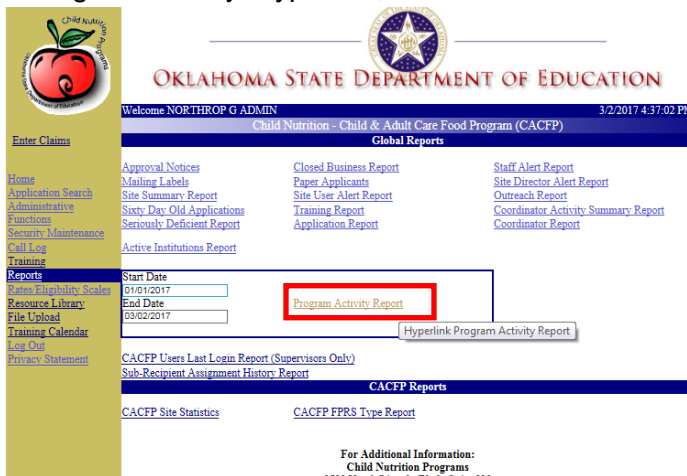 Child Nutrition Programs
OKLAHOMA STATE DEPARTMENT OF EDUCATION
Welcome NORTHROP G ADMIN 3/2/2017 4:37:02 PM
Child Nutrition - Child & Adult Care Food Program (CACFP)
Enter Claims
Global Reports
Approval Notices Closed Business Report Staff Alert Report
Home Mailing Labels Paper Applicants Site Director Alert Report
Application Search Site Summary Report Site User Alert Report Outreach Report
Administrative Functions Sixty Day Old Applications Training Report Coordinator Activity Summary Report
Security Maintenance Seriously Deficient Report Application Report Coordinator Report
Call Log Active Institutions Report
Training
Reports Start Date
Rates/Eligibility Scales 01/01/2017
Resource Library End Date Program Activity Report
File Upload 03/02/2017
Training Calendar Hyperlink Program Activity Report
Log Out
Privacy Statement CACFP Users Last Login Report (Supervisors Only)
Sub-Recipient Assignment History Report
CACFP Reports
CACFP Site Statistics CACFP FPRS Type Report
For Additional Information:
Child Nutrition Programs